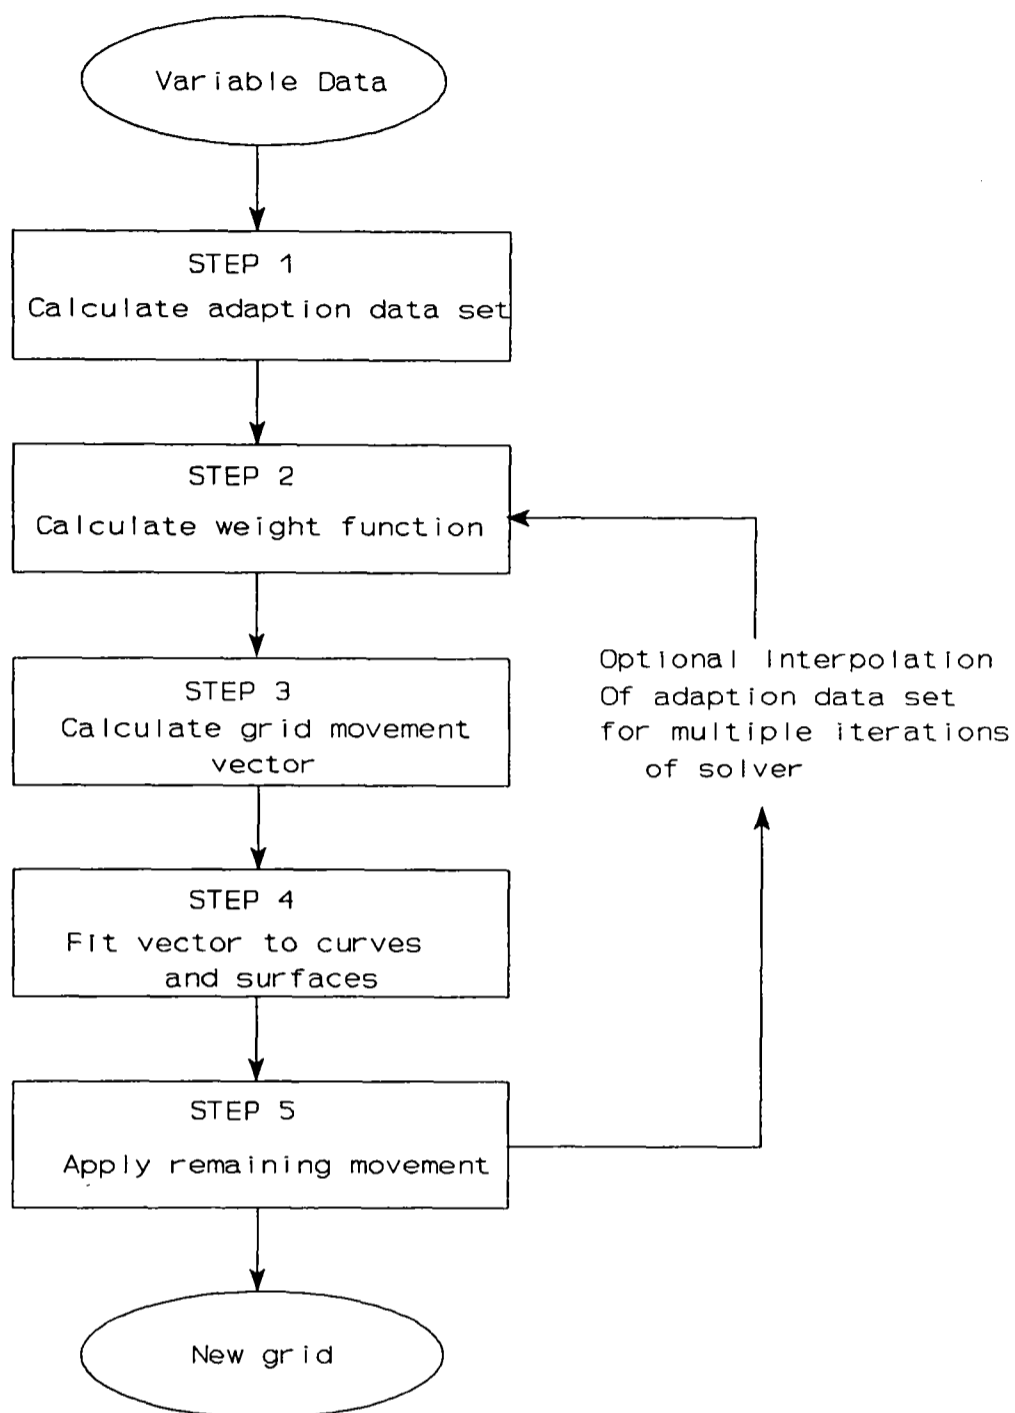 Variable Data
STEP 1
Calculate adaption data set
STEP 2
Calculate weight function
STEP 3
Calculate grid movement
vector
STEP 4
Fit vector to curves
and surfaces
STEP 5
Apply remaining movement
New grid
Optional Interpolation
Of adaption data set
for multiple iterations
of solver